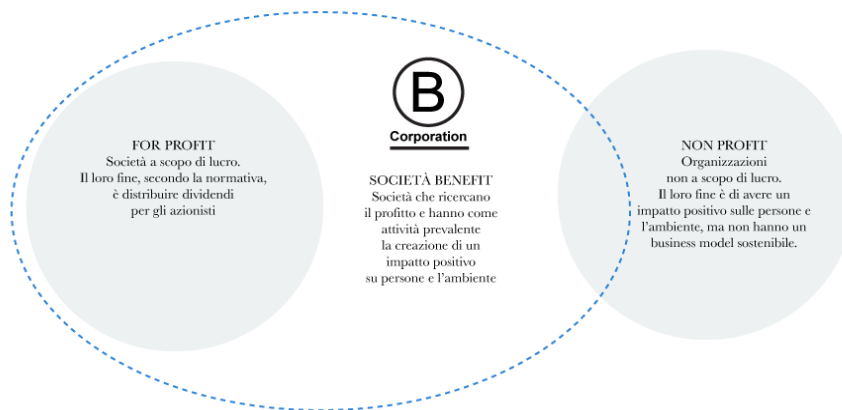 FOR PROFIT
Società a scopo di lucro.
Il loro fine, secondo la normativa,
è distribuire dividendi
per gli azionisti
B
Corporation
SOCIETÀ BENEFIT
Società che ricercano
il profitto e hanno come
attività prevalente
la creazione di un
impatto positivo
su persone e l'ambiente
NON PROFIT
Organizzazioni
non a scopo di lucro.
Il loro fine è di avere un
impatto positivo sulle persone e
l'ambiente, ma non hanno un
business model sostenibile.